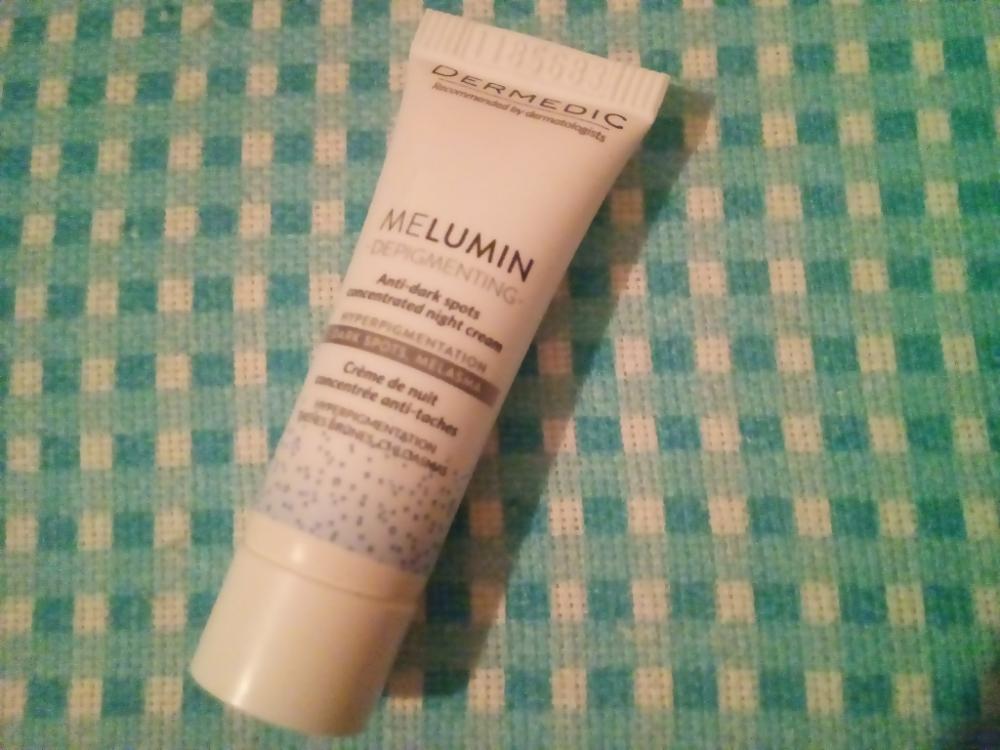 DERMEDIC
Recommended by dermatologists
MELUMIN
DEPIGMENTING
Anti-dark spots
concentrated night cream
HYPERPIGMENTATION
DARK SPOTS, MELASMA
Crème de nuit
concentrée anti-taches
HYPERPIGMENTATION